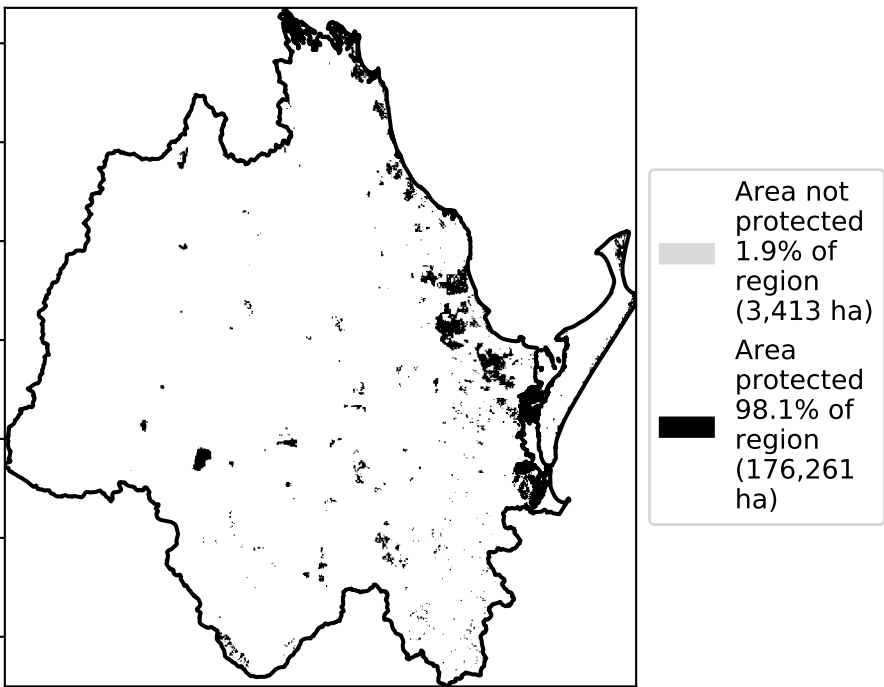 Area not
protected
1.9% of
region
(3,413 ha)
Area
protected
98.1% of
region
(176,261
ha)